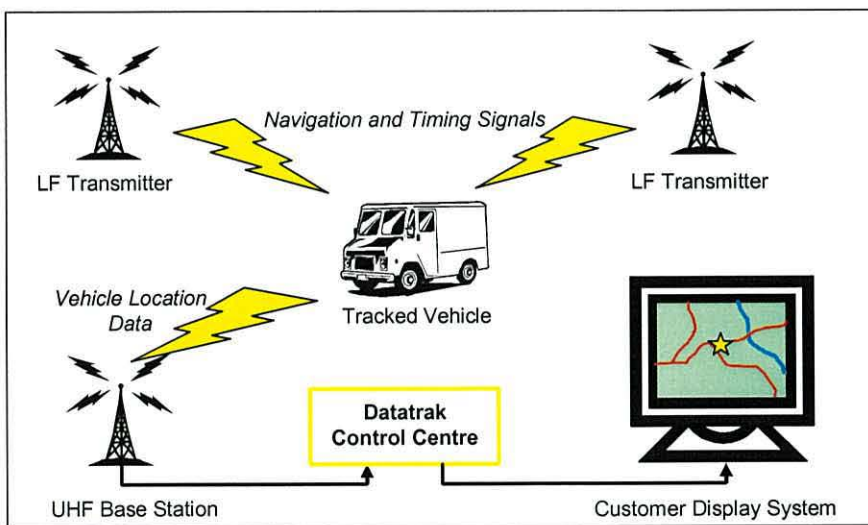 Navigation and Timing Signals
LF Transmitter
LF Transmitter
Vehicle Location
Data
Tracked Vehicle
Datatrak
Control Centre
UHF Base Station
Customer Display System